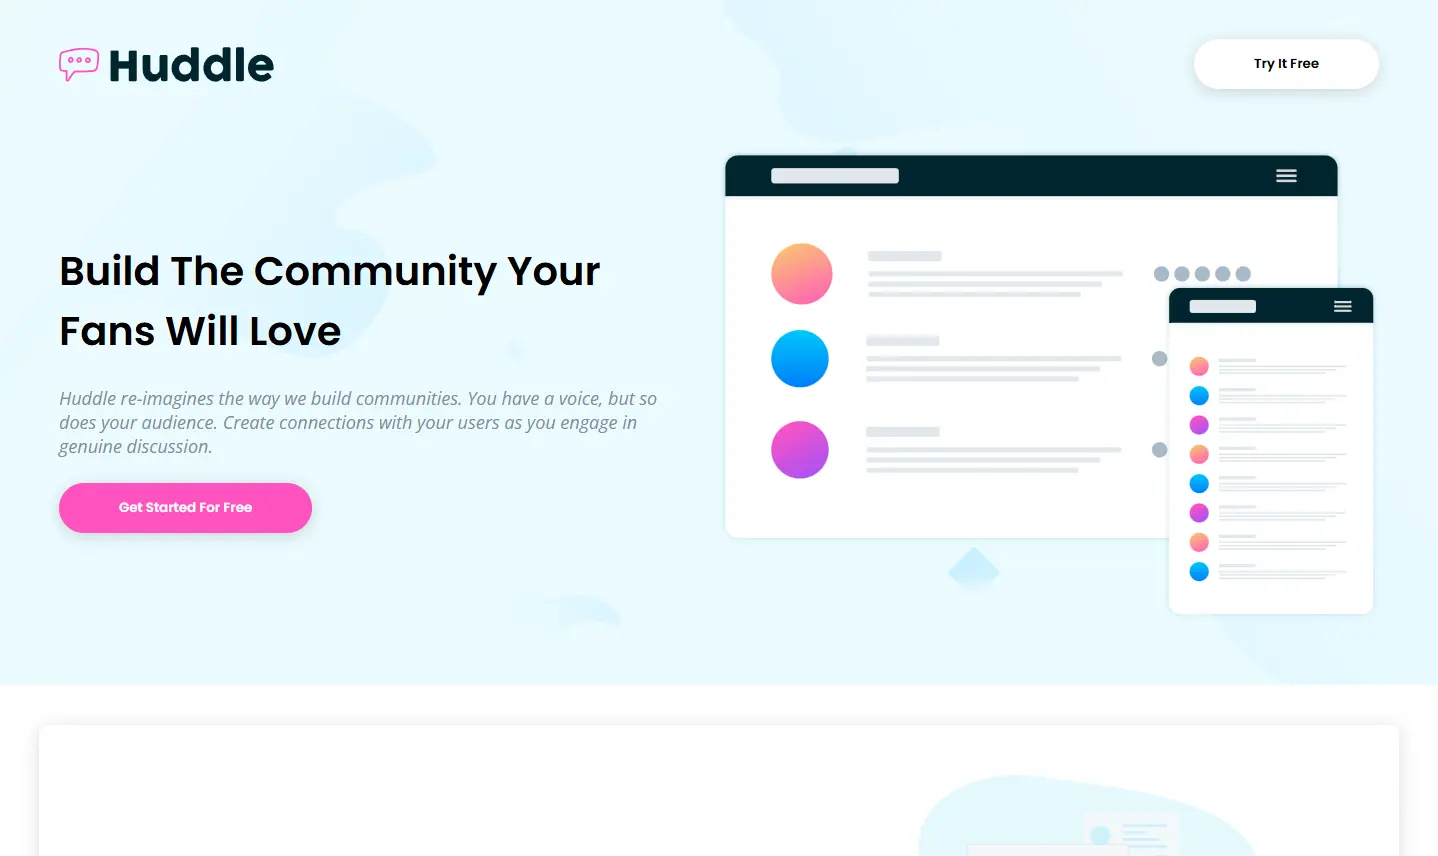 Huddle
Try It Free
Build The Community Your
Fans Will Love
Huddle re-imagines the way we build communities. You have a voice, but so
does your audience. Create connections with your users as you engage in
genuine discussion.
Get Started For Free